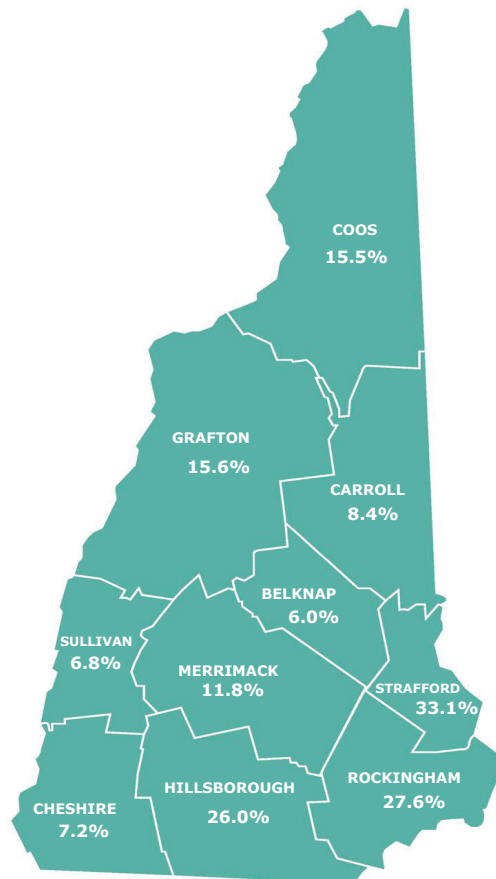 COOS
15.5%
GRAFTON
15.6%
CARROLL
8.4%
BELKNAP
6.0%
SULLIVAN
6.8%
MERRIMACK
11.8%
STRAFFORD
33.1%
ROCKINGHAM
27.6%
HILLSBOROUGH
26.0%
CHESHIRE
7.2%